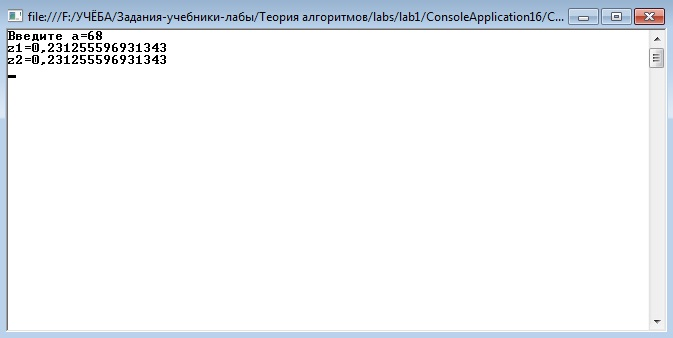 file:///F:/УЧЁБА/Задания-учебники-лабы/Теория алгоритмов/labs/lab1/ConsoleApplication16/C...
Введите a=68
z1=0,231255596931343
z2=0,231255596931343